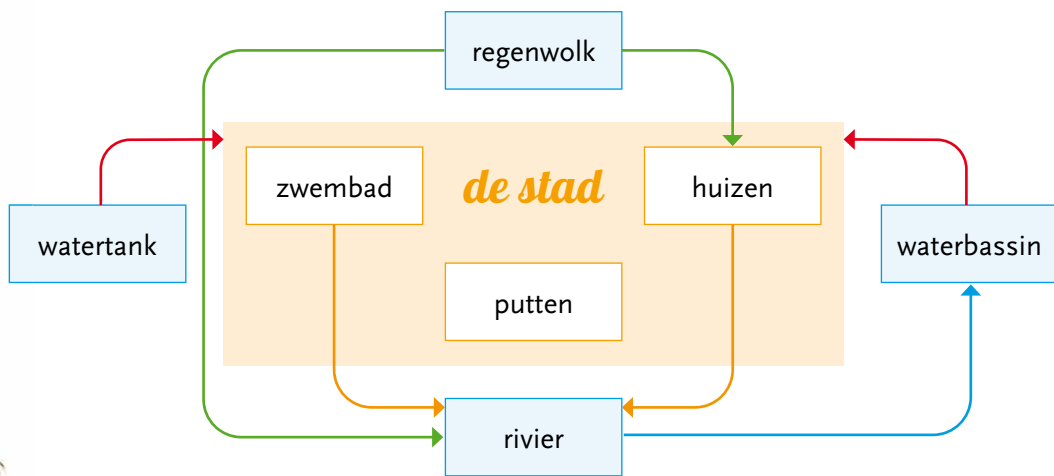 regenwolk
zwembad
de stad
huizen
watertank
waterbassin
putten
rivier